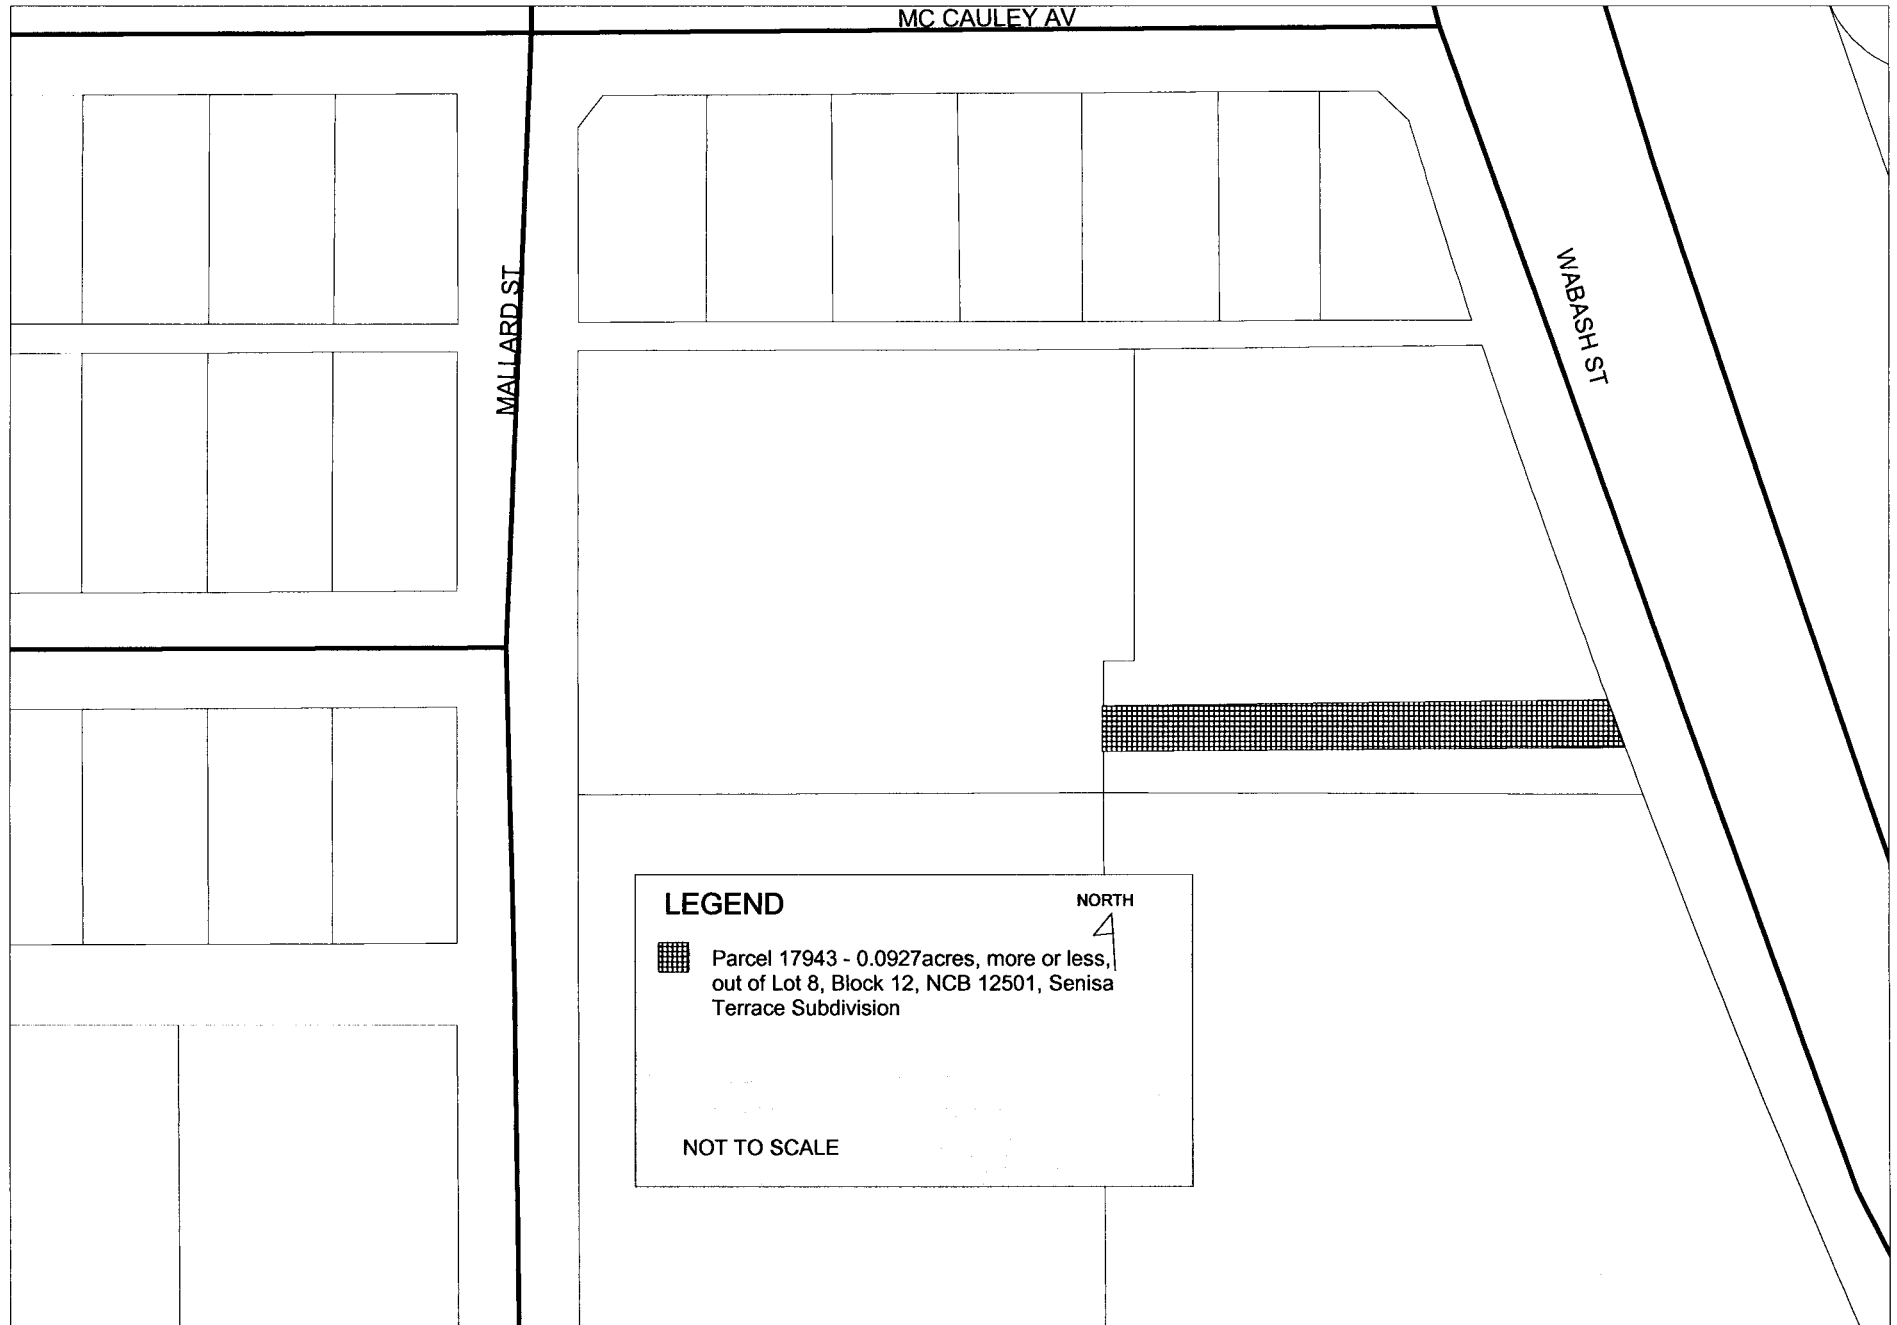 MC CAULEY AV
MALLARD ST
WABASH ST
LEGEND
NORTH
Parcel 17943 - 0.0927acres, more or less,
out of Lot 8, Block 12, NCB 12501, Senisa
Terrace Subdivision
NOT TO SCALE